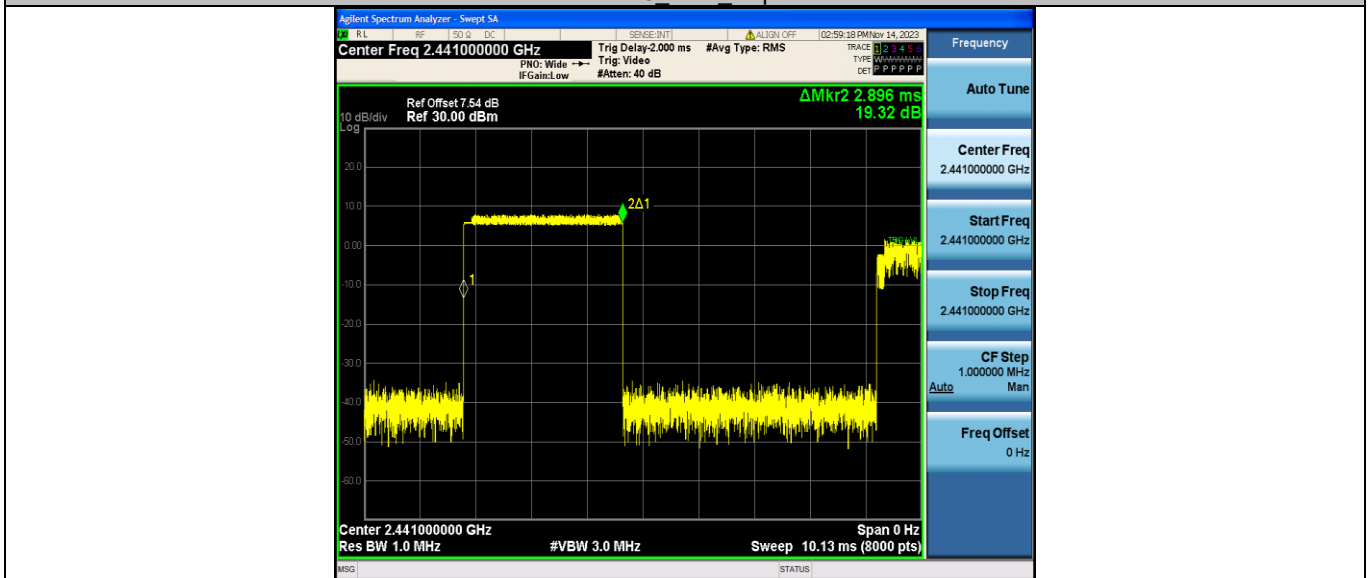 Agilent Spectrum Analyzer - Swept SA
RL RF 50 Ω DC SENSE:INT ALIGN OFF 02:59:18 PM Nov 14, 2023
Center Freq 2.441000000 GHz
PNO: Wide
IFGain:Low
Trig Delay-2.000 ms
Trig: Video
#Atten: 40 dB
#Avg Type: RMS
TRACE 1 2 3 4 5 6
TYPE
DET P P P P P P
ΔMkr2 2.896 ms
19.32 dB
Ref Offset 7.54 dB
10 dB/div Ref 30.00 dBm
Log
20.0
10.0
0.00
-10.0
-20.0
-30.0
-40.0
-50.0
-60.0
2Δ1
1
Center 2.441000000 GHz Span 0 Hz
Res BW 1.0 MHz #VBW 3.0 MHz Sweep 10.13 ms (8000 pts)
MSG STATUS
Frequency
Auto Tune
Center Freq
2.441000000 GHz
Start Freq
2.441000000 GHz
Stop Freq
2.441000000 GHz
CF Step
1.000000 MHz
Auto Man
Freq Offset
0 Hz